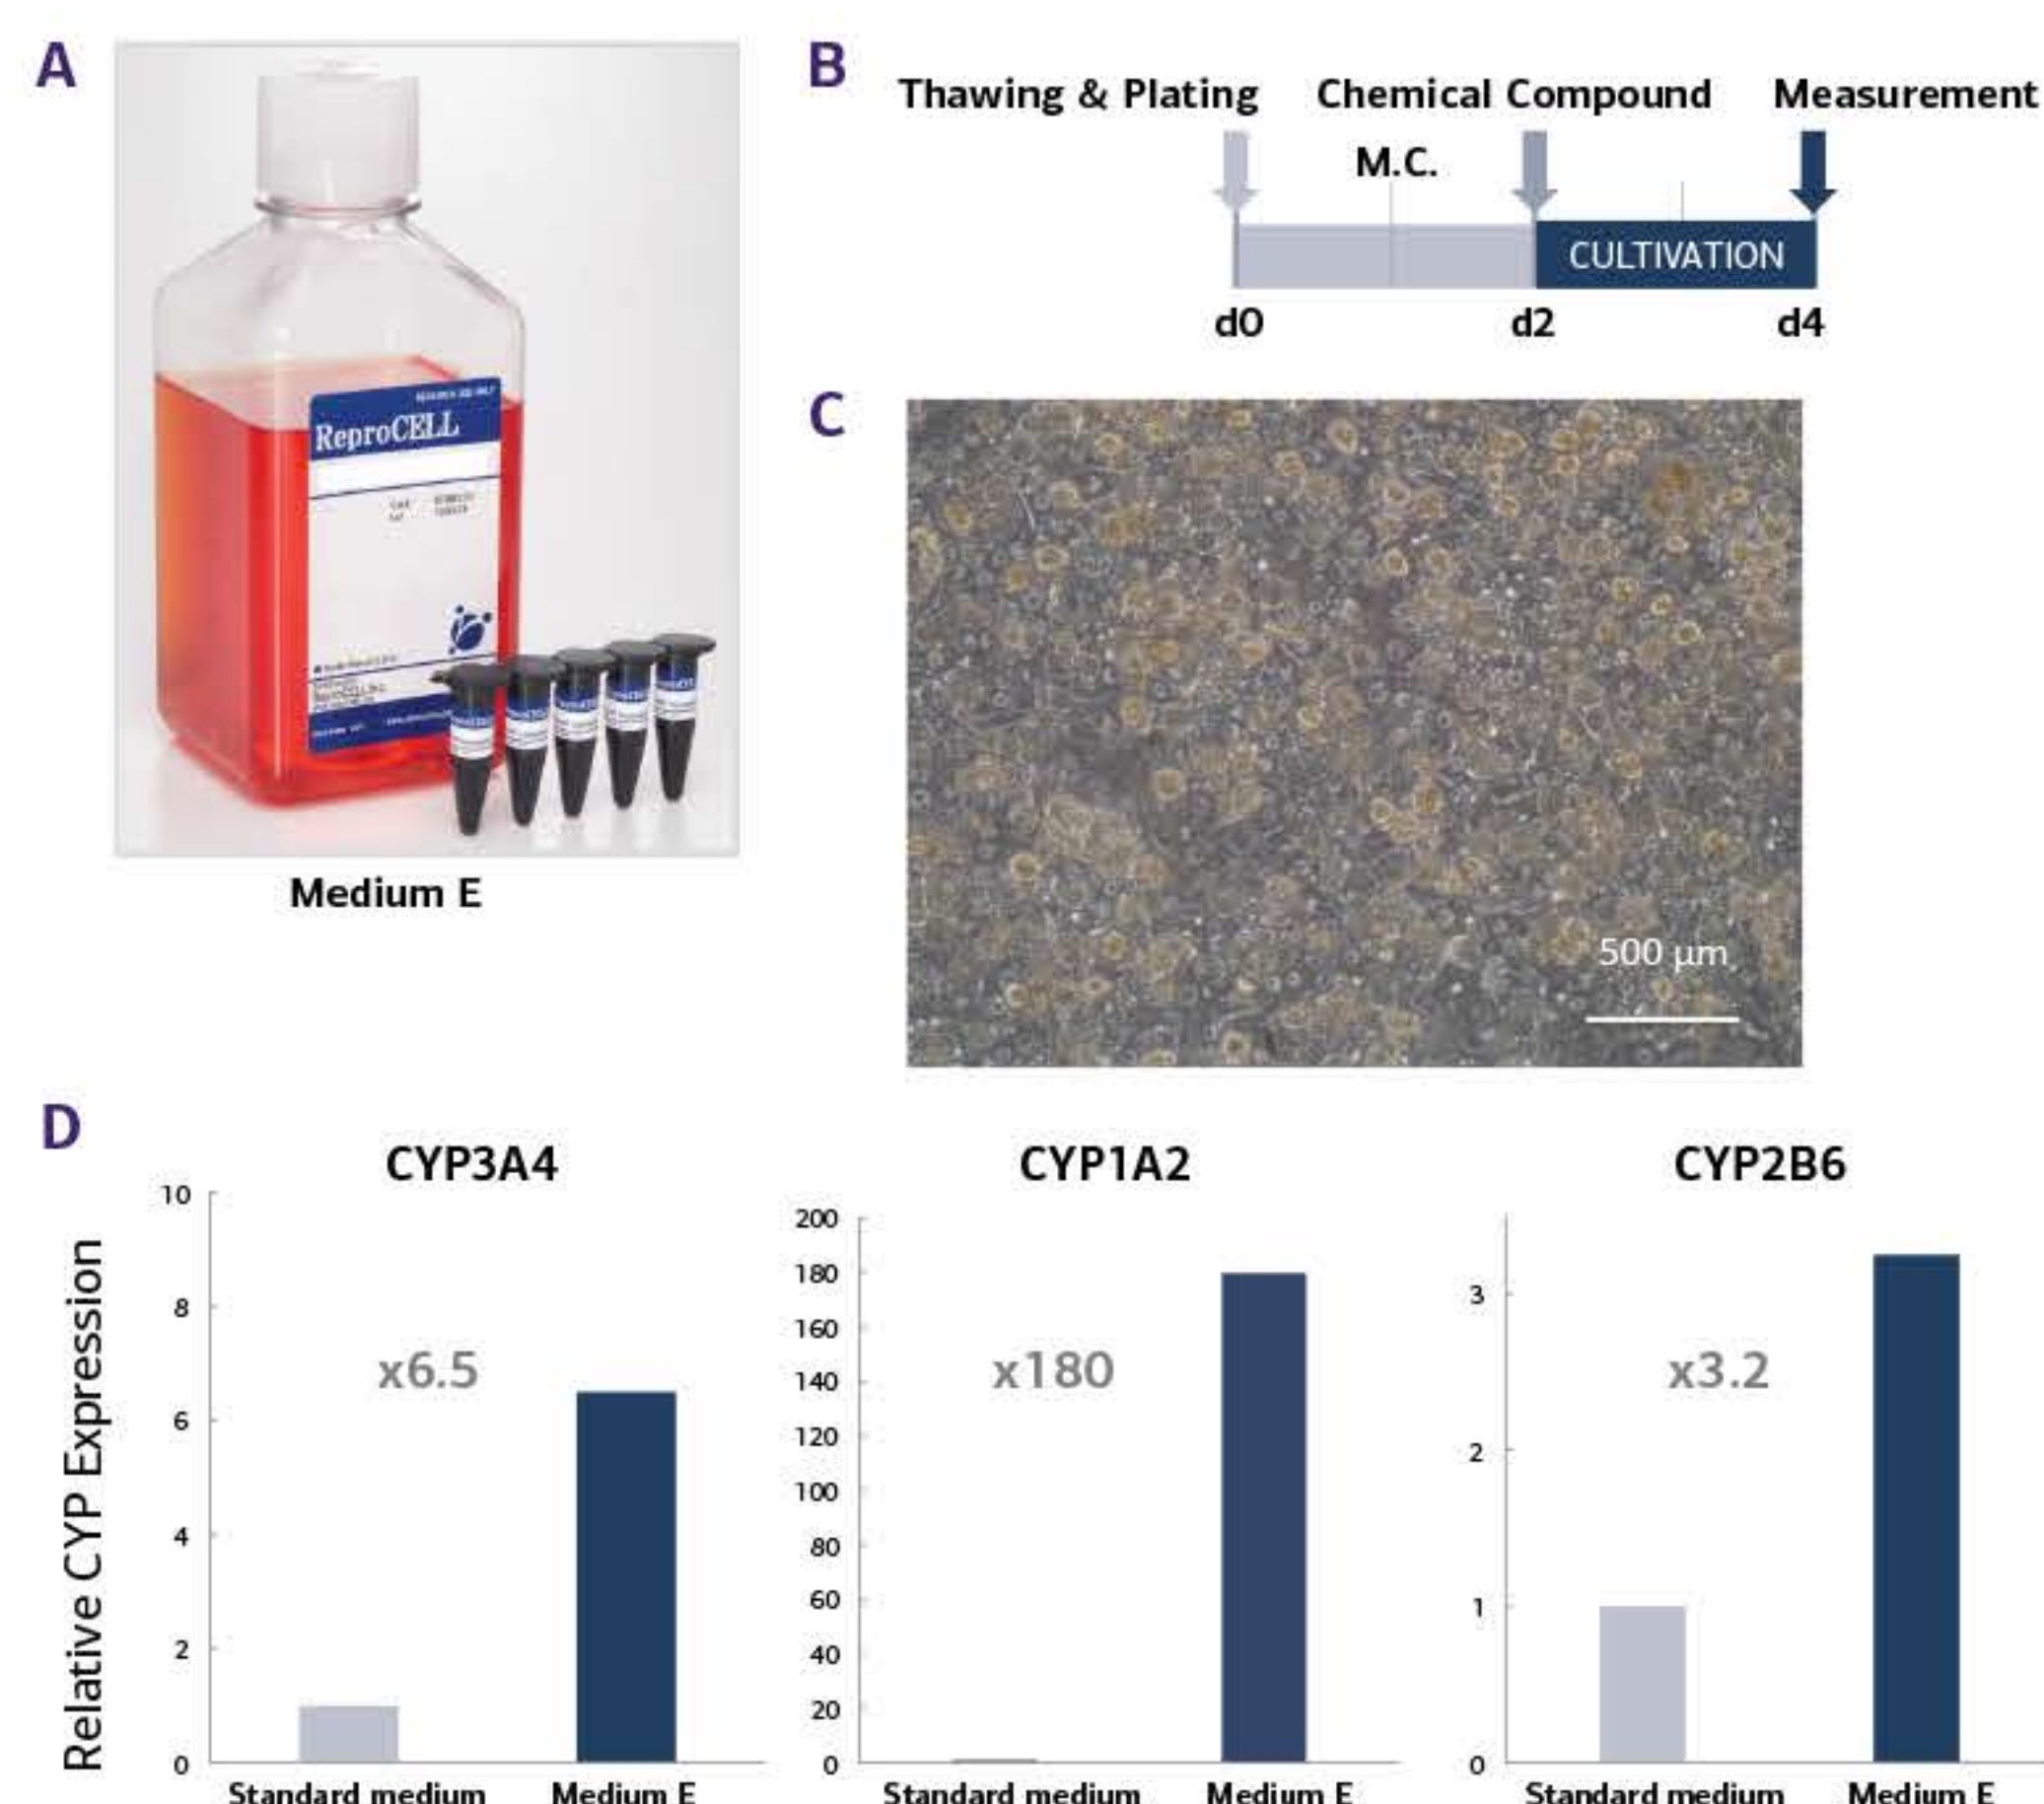 A
ReproCELL
Medium E
B
Thawing & Plating
Chemical Compound
Measurement
M.C.
CULTIVATION
d0
d2
d4
C
500 µm
D
Relative CYP Expression
CYP3A4
10
8
6
4
2
0
x6.5
Standard medium
Medium E
CYP1A2
200
180
160
140
120
100
80
60
40
20
0
x180
Standard medium
Medium E
CYP2B6
3
2
1
0
x3.2
Standard medium
Medium E